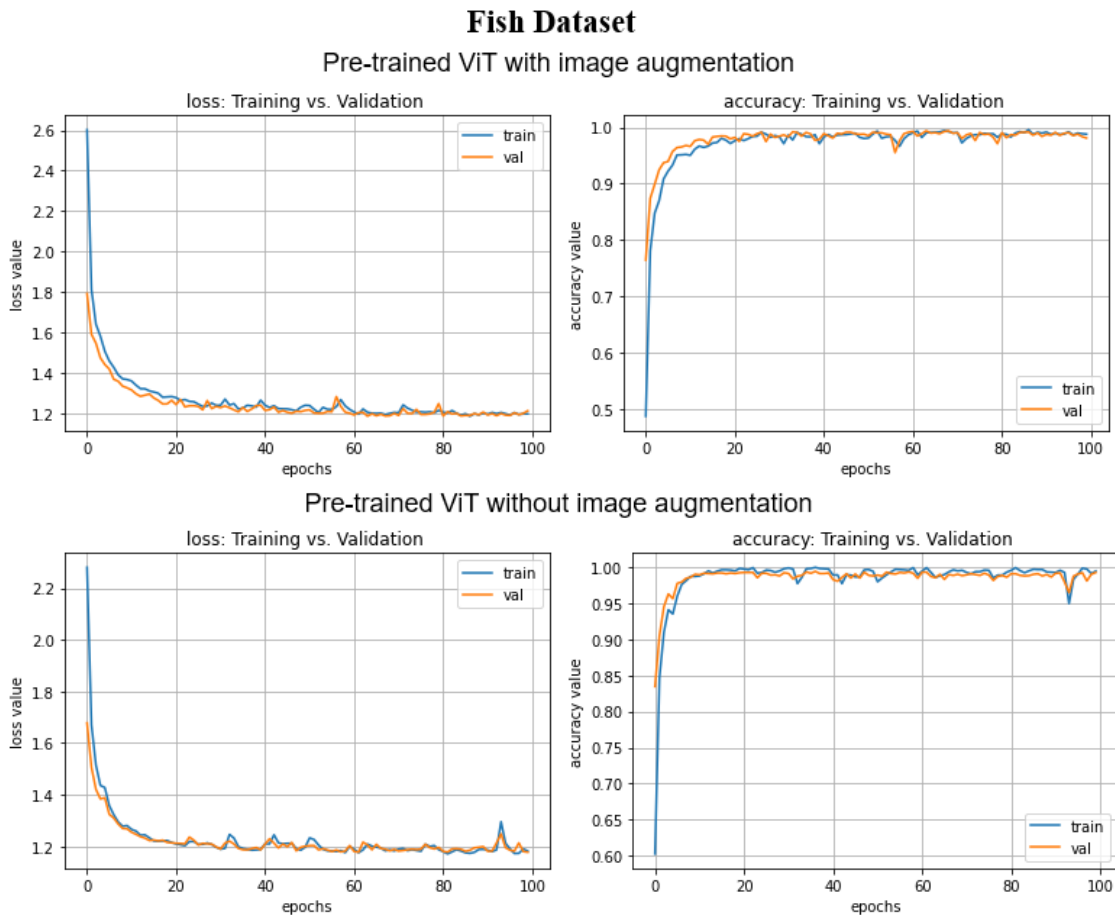 Fish Dataset
Pre-trained ViT with image augmentation
loss: Training vs. Validation
2.6
2.4
2.2
2.0
1.8
1.6
1.4
1.2
loss value
0 20 40 60 80 100
epochs
train
val
accuracy: Training vs. Validation
1.0
0.9
0.8
0.7
0.6
0.5
accuracy value
0 20 40 60 80 100
epochs
train
val
Pre-trained ViT without image augmentation
loss: Training vs. Validation
2.2
2.0
1.8
1.6
1.4
1.2
loss value
0 20 40 60 80 100
epochs
train
val
accuracy: Training vs. Validation
1.00
0.95
0.90
0.85
0.80
0.75
0.70
0.65
0.60
accuracy value
0 20 40 60 80 100
epochs
train
val